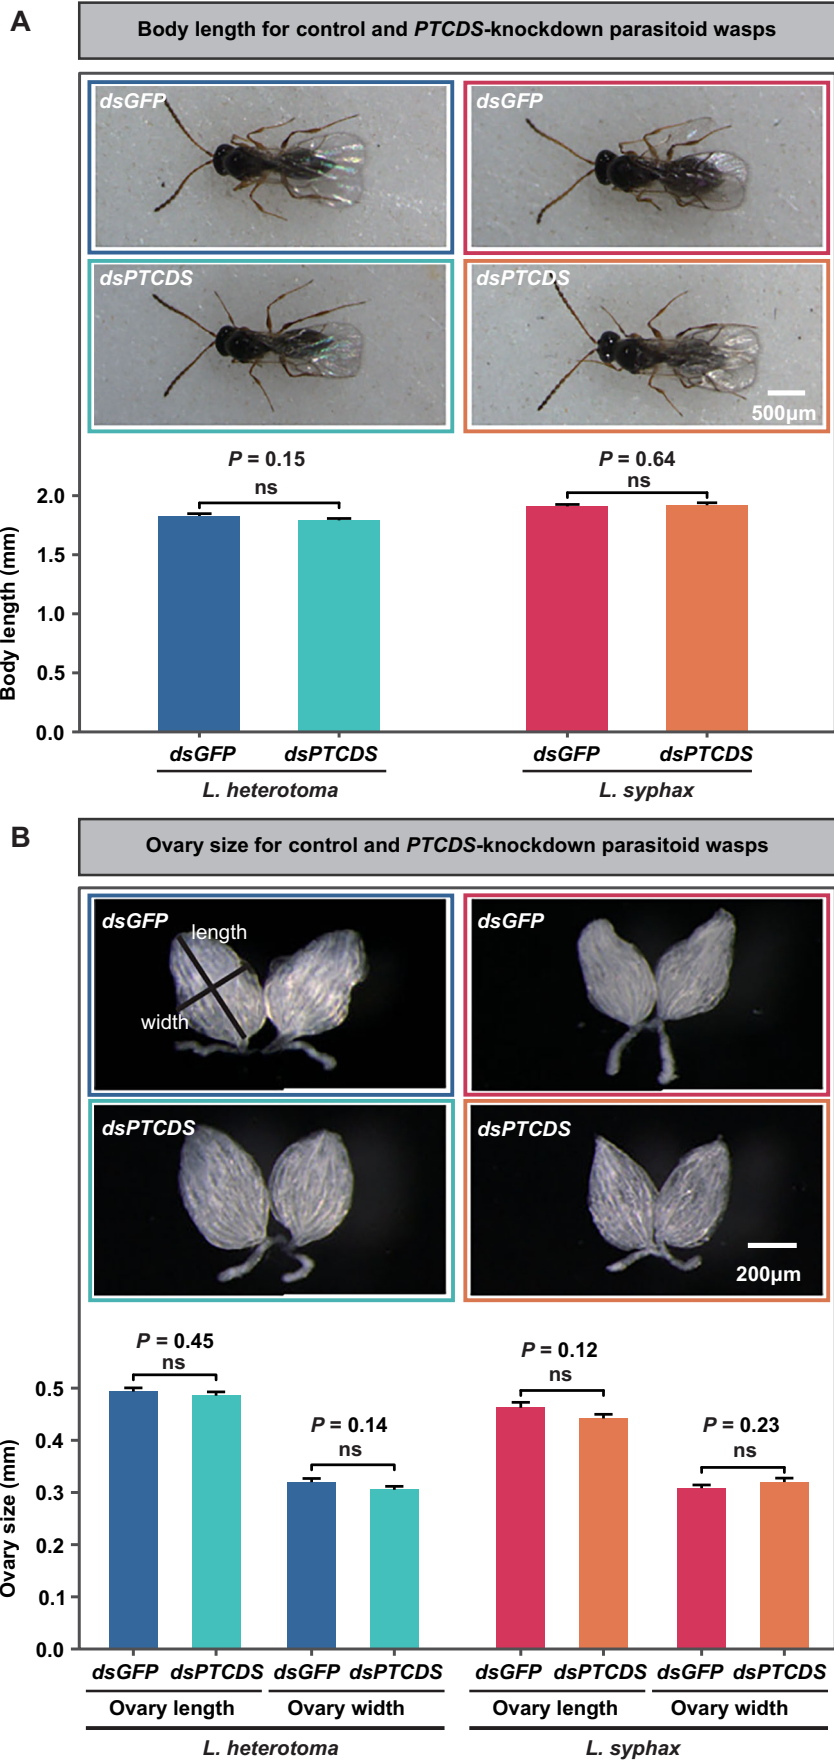 A
Body length for control and PTCDS-knockdown parasitoid wasps
dsGFP
dsGFP
dsPTCDS
dsPTCDS
500μm
P = 0.15
P = 0.64
ns
ns
Body length (mm)
2.0
1.5
1.0
0.5
0.0
dsGFP dsPTCDS dsGFP dsPTCDS
L. heterotoma L. syphax
B
Ovary size for control and PTCDS-knockdown parasitoid wasps
dsGFP
length
width
dsGFP
dsPTCDS
dsPTCDS
200μm
P = 0.45
ns
P = 0.14
ns
P = 0.12
ns
P = 0.23
ns
Ovary size (mm)
0.5
0.4
0.3
0.2
0.1
0.0
dsGFP dsPTCDS dsGFP dsPTCDS dsGFP dsPTCDS dsGFP dsPTCDS
Ovary length Ovary width Ovary length Ovary width
L. heterotoma L. syphax